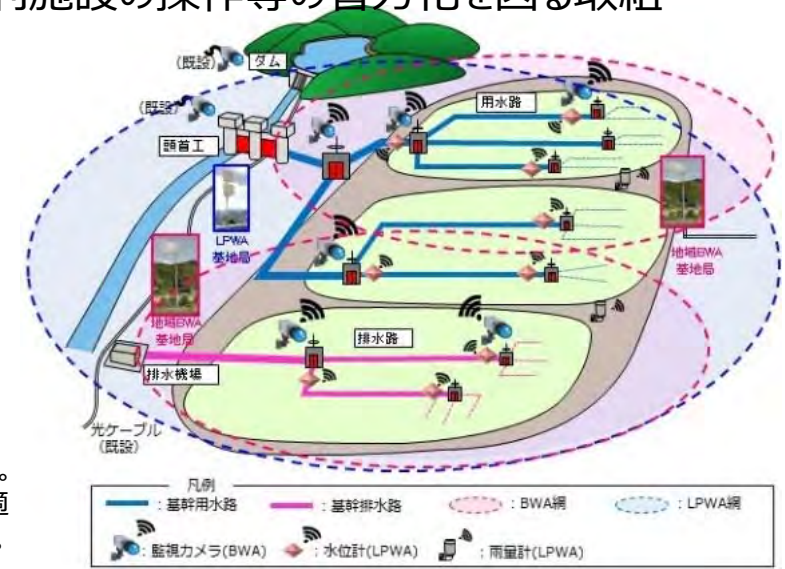 施設の操作等の省力化を図る取組
(既設)
ダム
(既設)
頭首工
用水路
LPWA
基地局
地域BWA
基地局
地域BWA
基地局
排水路
排水機場
光ケーブル
(既設)
。
凡例
：基幹用水路
：基幹排水路
：BWA網
：LPWA網
：監視カメラ(BWA)
：水位計(LPWA)
：雨量計(LPWA)